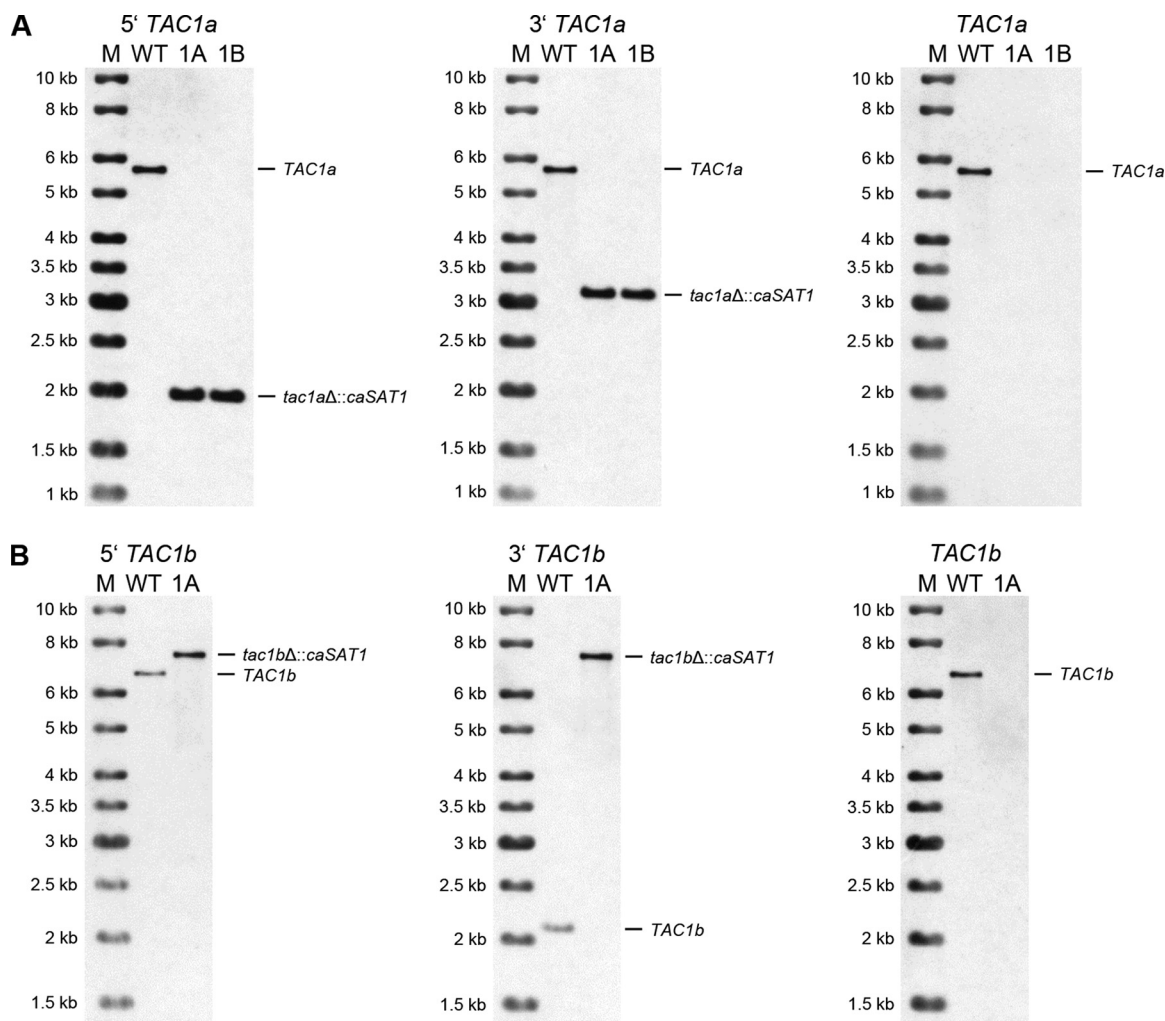 A
5‘ TAC1a
M WT 1A 1B
10 kb
8 kb
6 kb
TAC1a
5 kb
4 kb
3.5 kb
3 kb
2.5 kb
2 kb
tac1aΔ::caSAT1
1.5 kb
1 kb
3‘ TAC1a
M WT 1A 1B
10 kb
8 kb
6 kb
TAC1a
5 kb
4 kb
3.5 kb
tac1aΔ::caSAT1
3 kb
2.5 kb
2 kb
1.5 kb
1 kb
TAC1a
M WT 1A 1B
10 kb
8 kb
6 kb
TAC1a
5 kb
4 kb
3.5 kb
3 kb
2.5 kb
2 kb
1.5 kb
1 kb
B
5‘ TAC1b
M WT 1A
10 kb
8 kb
tac1bΔ::caSAT1
TAC1b
6 kb
5 kb
4 kb
3.5 kb
3 kb
2.5 kb
2 kb
1.5 kb
3‘ TAC1b
M WT 1A
10 kb
8 kb
tac1bΔ::caSAT1
6 kb
5 kb
4 kb
3.5 kb
3 kb
2.5 kb
TAC1b
2 kb
1.5 kb
TAC1b
M WT 1A
10 kb
8 kb
TAC1b
6 kb
5 kb
4 kb
3.5 kb
3 kb
2.5 kb
2 kb
1.5 kb